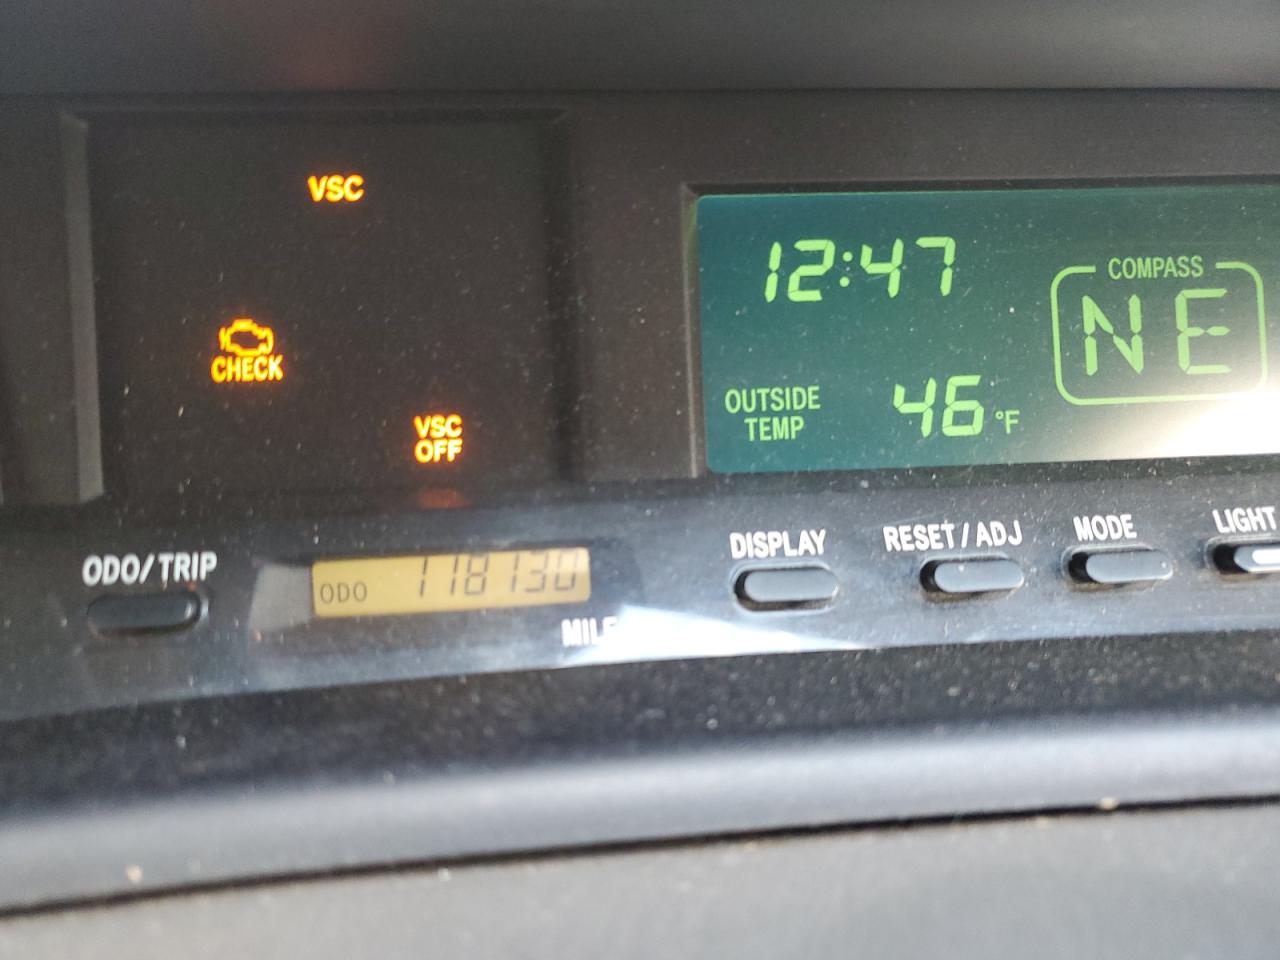 VSC
CHECK
VSC
OFF
12:47
COMPASS
NE
OUTSIDE
TEMP
46 °F
ODO/TRIP
ODO 118130
DISPLAY
RESET/ADJ
MODE
LIGHT